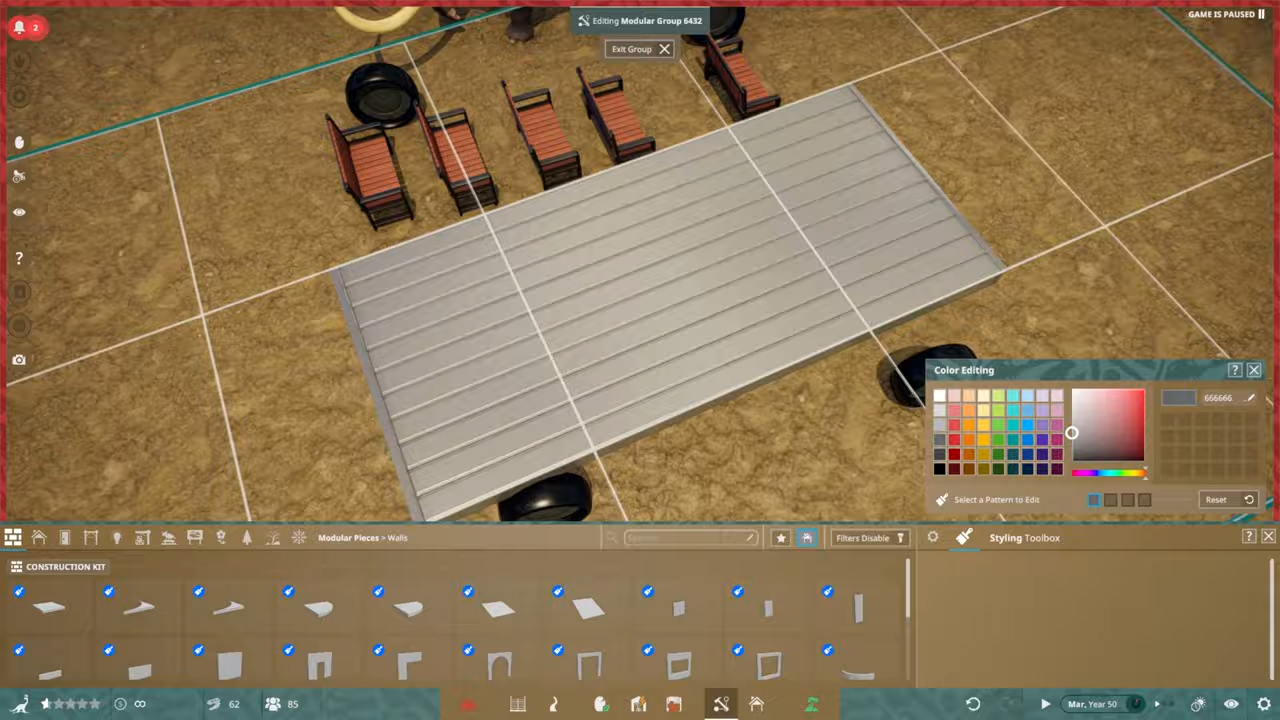 2
Editing Modular Group 6432
GAME IS PAUSED
Exit Group
?
Color Editing
?
666666
Select a Pattern to Edit
Reset
Modular Pieces > Walls
Filters Disable
Styling Toolbox
?
CONSTRUCTION KIT
62
85
Mar, Year 50